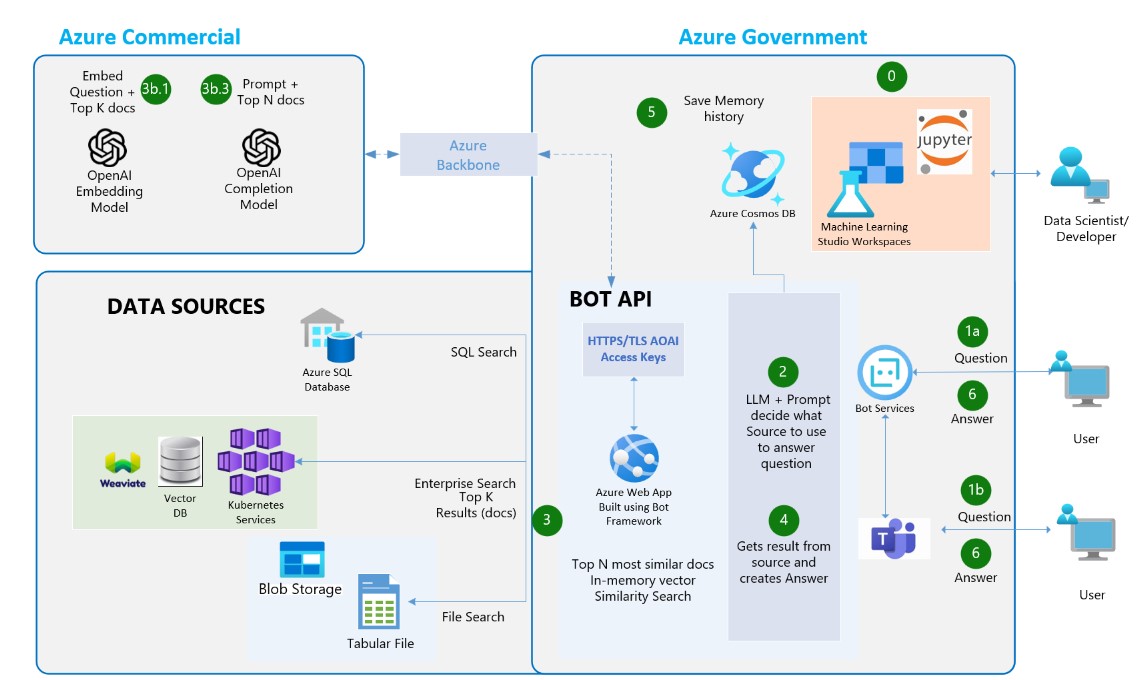 Azure Commercial
Azure Government
Embed
Question +
Top K docs
3b.1
3b.3
Prompt +
Top N docs
OpenAI
Embedding
Model
OpenAI
Completion
Model
Azure
Backbone
0
5
Save Memory
history
Azure Cosmos DB
jupyter
Machine Learning
Studio Workspaces
Data Scientist/
Developer
DATA SOURCES
Azure SQL
Database
SQL Search
Weaviate
Vector
DB
Kubernetes
Services
Enterprise Search
Top K
Results (docs)
3
Blob Storage
Tabular File
File Search
BOT API
HTTPS/TLS AOAI
Access Keys
Azure Web App
Built using Bot
Framework
Top N most similar docs
In-memory vector
Similarity Search
2
LLM + Prompt
decide what
Source to use
to answer
question
4
Gets result from
source and
creates Answer
Bot Services
1a
Question
6
Answer
User
T
1b
Question
6
Answer
User